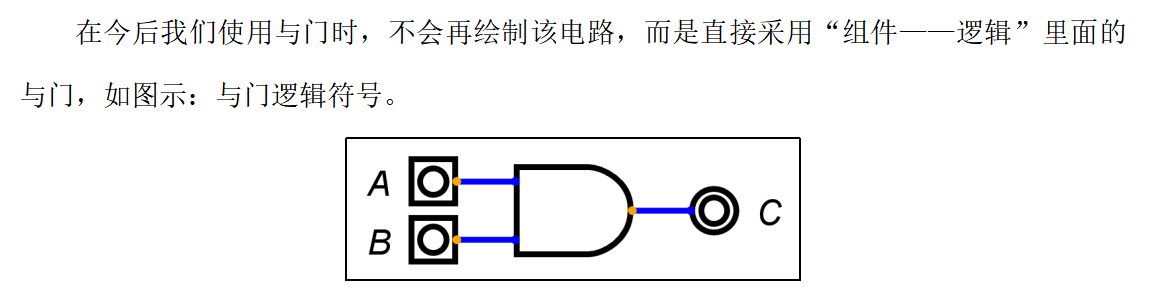 在今后我们使用与门时，不会再绘制该电路，而是直接采用“组件——逻辑”里面的
与门，如图示：与门逻辑符号。
A
B
C